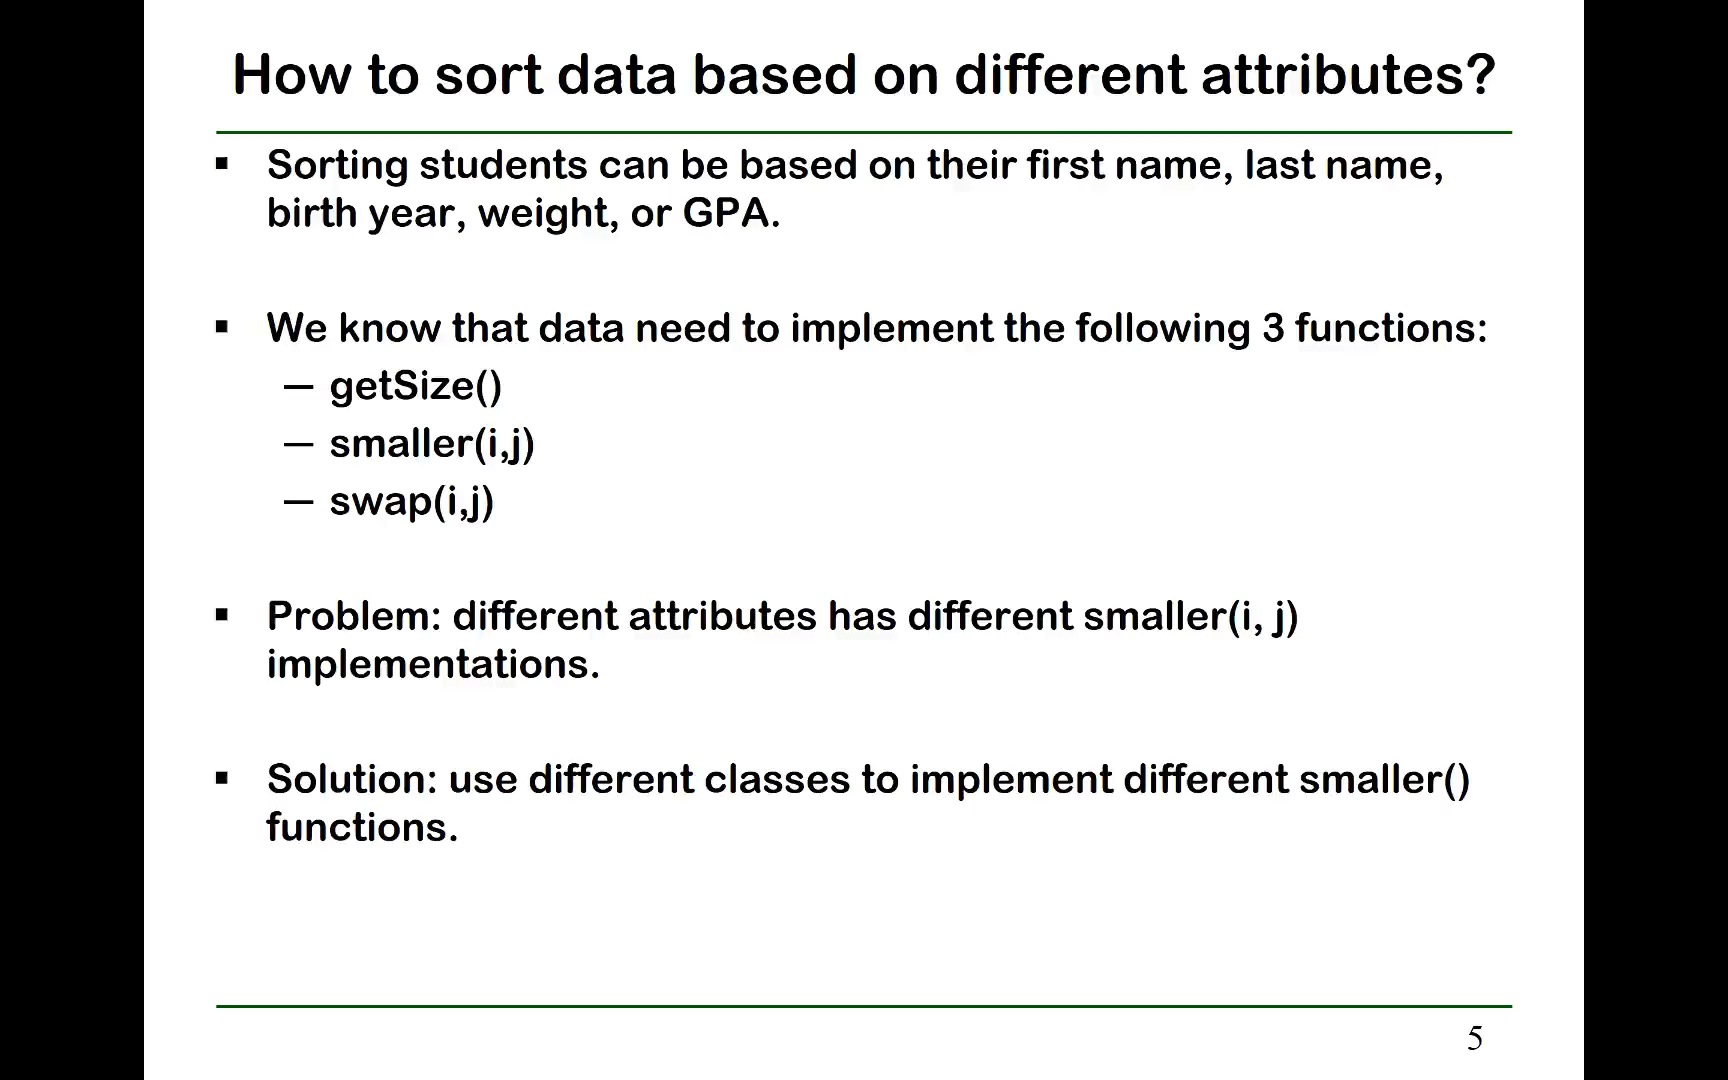 How to sort data based on different attributes?
▪ Sorting students can be based on their first name, last name,
birth year, weight, or GPA.
▪ We know that data need to implement the following 3 functions:
— getSize()
— smaller(i,j)
— swap(i,j)
▪ Problem: different attributes has different smaller(i, j)
implementations.
▪ Solution: use different classes to implement different smaller()
functions.
5